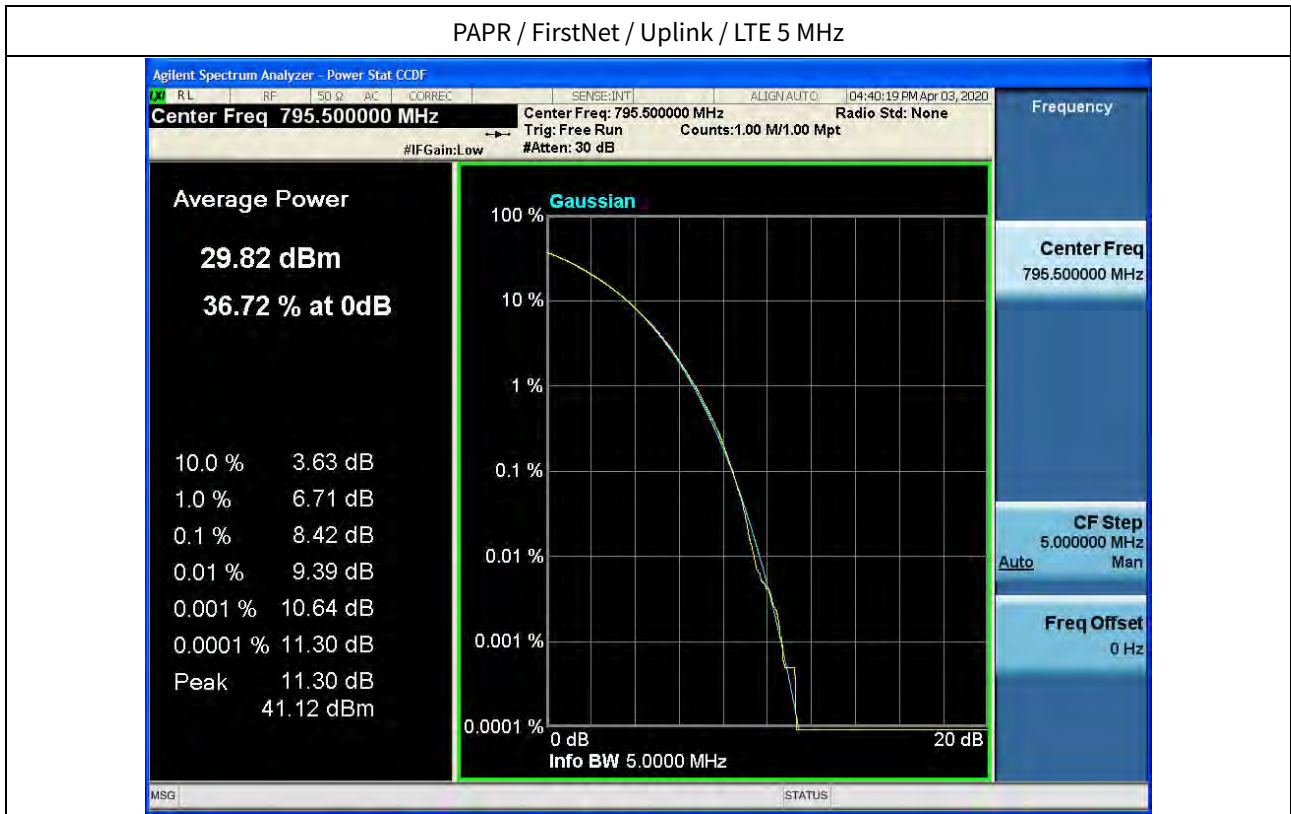 PAPR / FirstNet / Uplink / LTE 5 MHz
Agilent Spectrum Analyzer - Power Stat CCDF
LXI RL RF 50 Ω AC CORREC SENSE:INT ALIGN AUTO 04:40:19 PM Apr 03, 2020
Center Freq 795.500000 MHz
Center Freq: 795.500000 MHz Radio Std: None
Trig: Free Run Counts:1.00 M/1.00 Mpt
#IFGain:Low #Atten: 30 dB
Frequency
Average Power
29.82 dBm
36.72 % at 0dB
10.0 % 3.63 dB
1.0 % 6.71 dB
0.1 % 8.42 dB
0.01 % 9.39 dB
0.001 % 10.64 dB
0.0001 % 11.30 dB
Peak 11.30 dB
41.12 dBm
Gaussian
100 %
10 %
1 %
0.1 %
0.01 %
0.001 %
0.0001 %
0 dB 20 dB
Info BW 5.0000 MHz
Center Freq
795.500000 MHz
CF Step
5.000000 MHz
Auto Man
Freq Offset
0 Hz
MSG STATUS